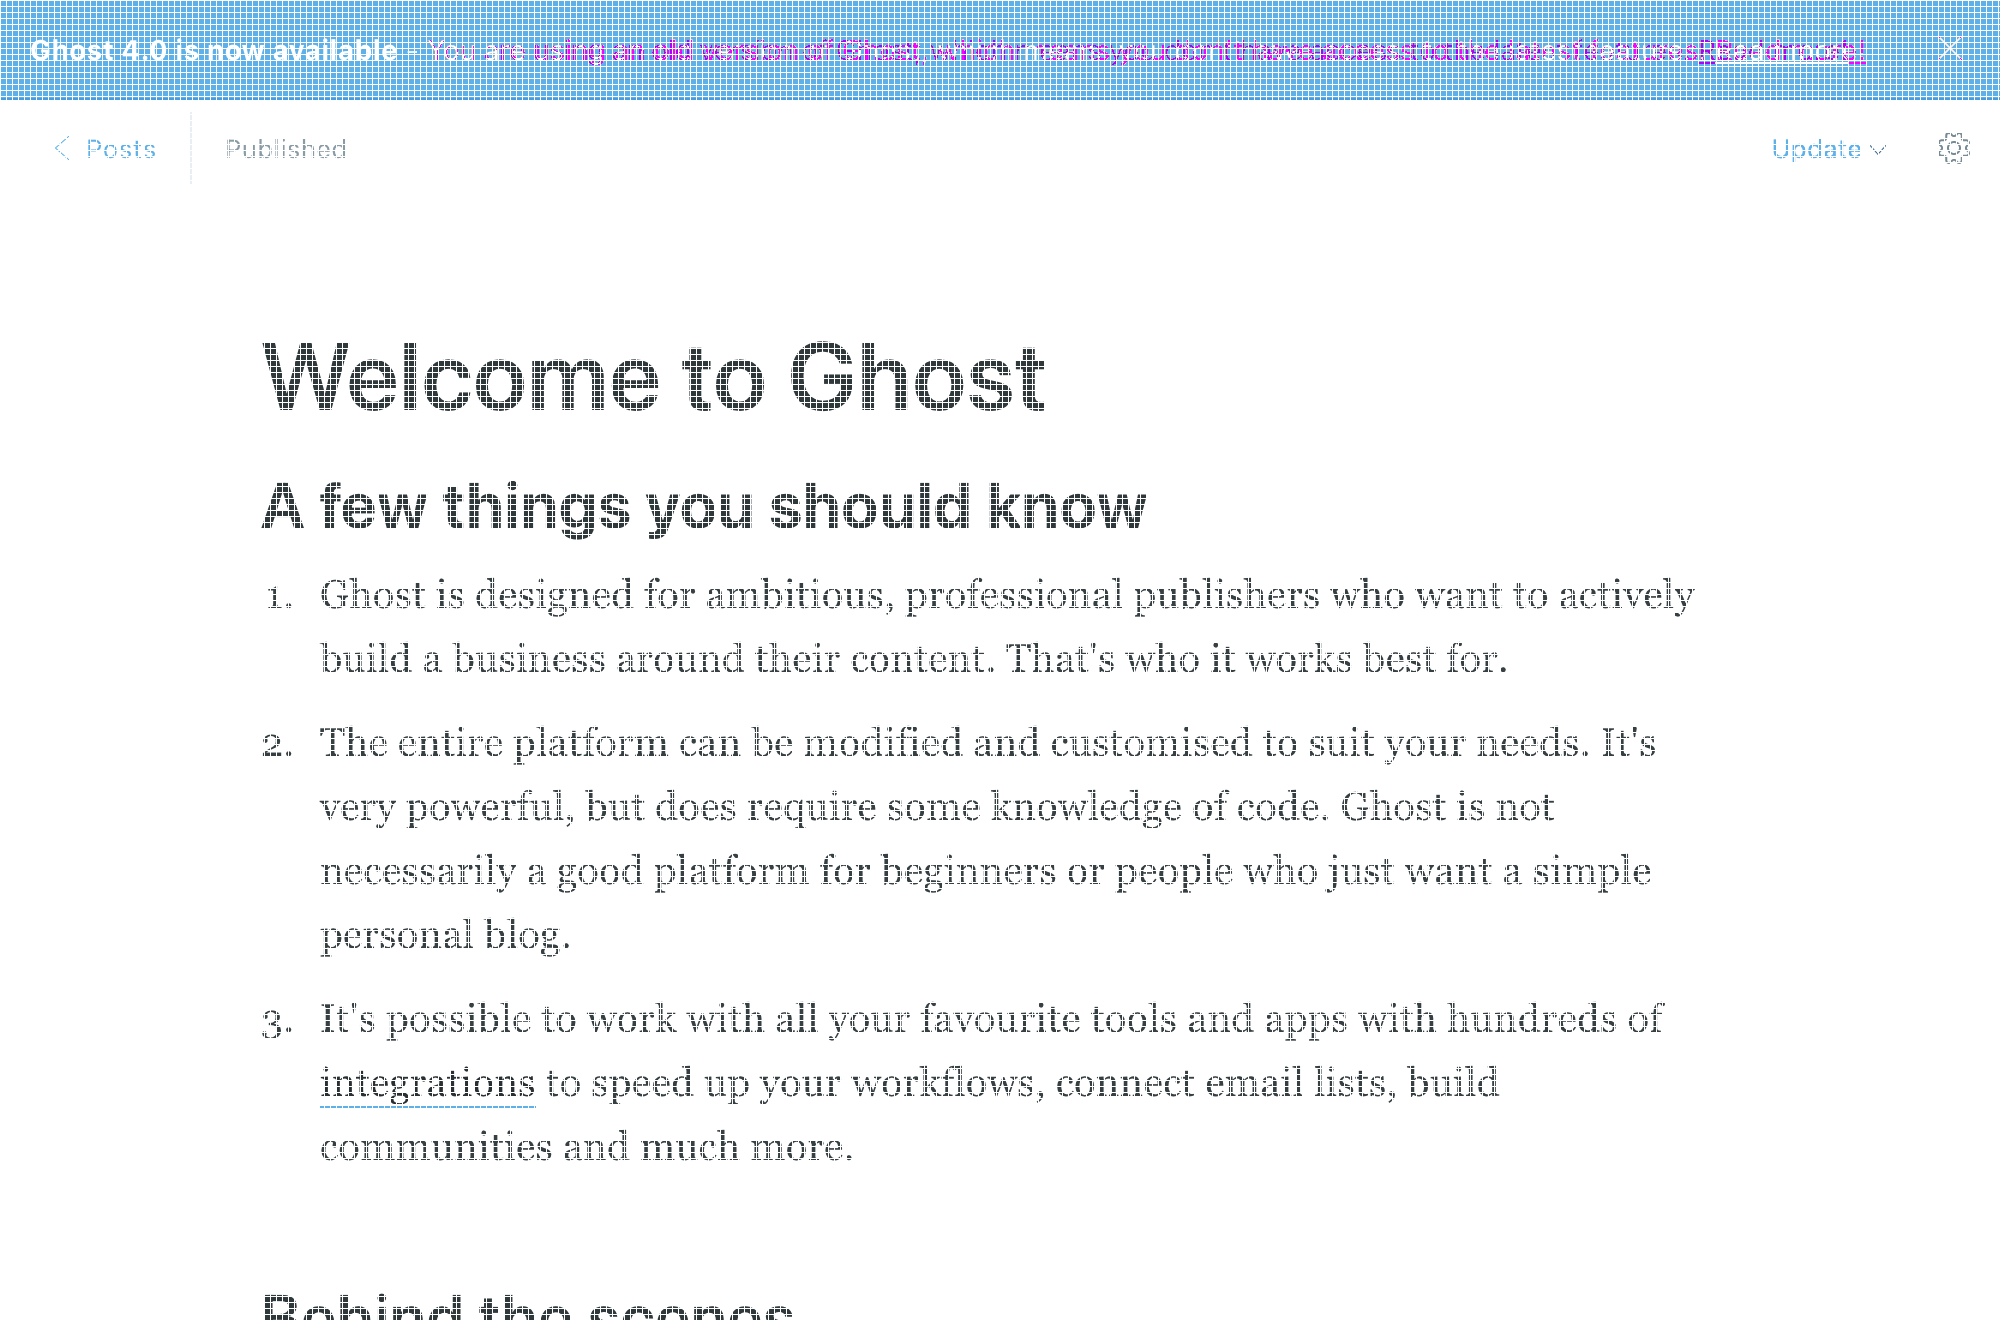 Ghost 4.0 is now available - You are using an old version of Ghost, which means you don't have access to the latest features. Read more!
Posts
Published
Update
Welcome to Ghost
A few things you should know
1. Ghost is designed for ambitious, professional publishers who want to actively
build a business around their content. That's who it works best for.
2. The entire platform can be modified and customised to suit your needs. It's
very powerful, but does require some knowledge of code. Ghost is not
necessarily a good platform for beginners or people who just want a simple
personal blog.
3. It's possible to work with all your favourite tools and apps with hundreds of
integrations to speed up your workflows, connect email lists, build
communities and much more.
Behind the scenes